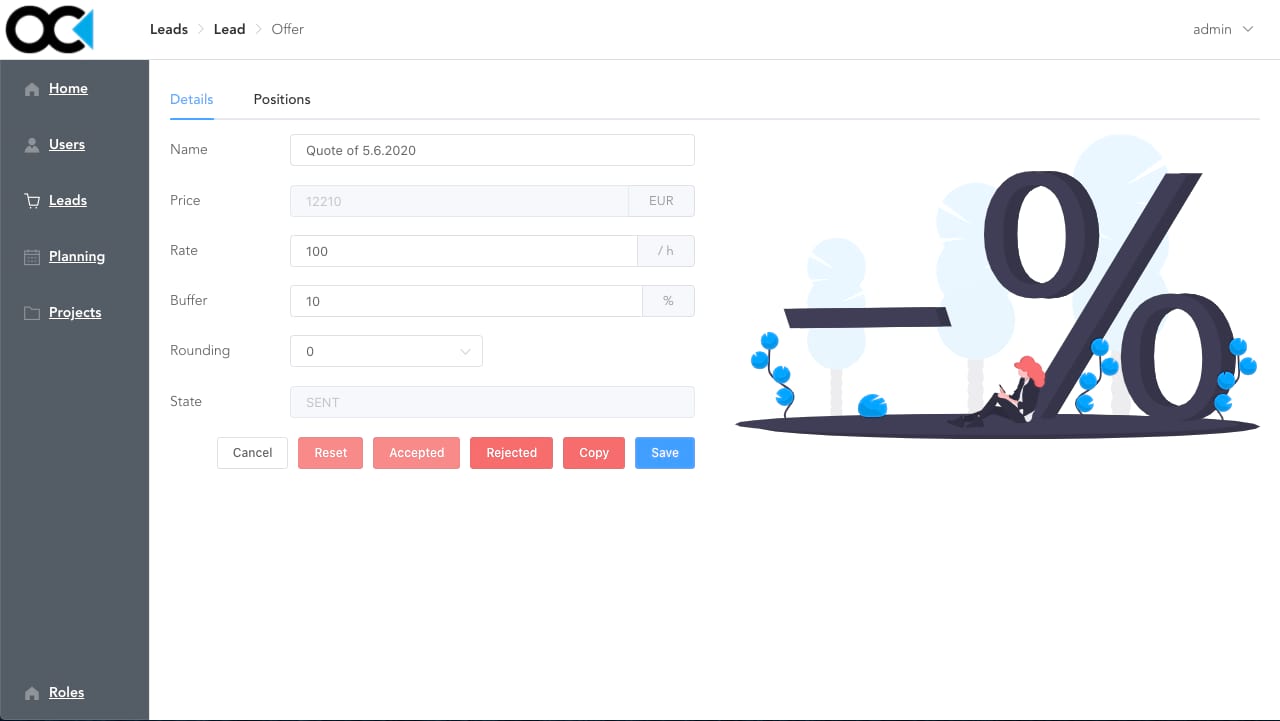 OC
Leads > Lead > Offer
admin
Home
Users
Leads
Planning
Projects
Roles
Details Positions
Name Quote of 5.6.2020
Price 12210 EUR
Rate 100 / h
Buffer 10 %
Rounding 0
State SENT
Cancel Reset Accepted Rejected Copy Save
-%